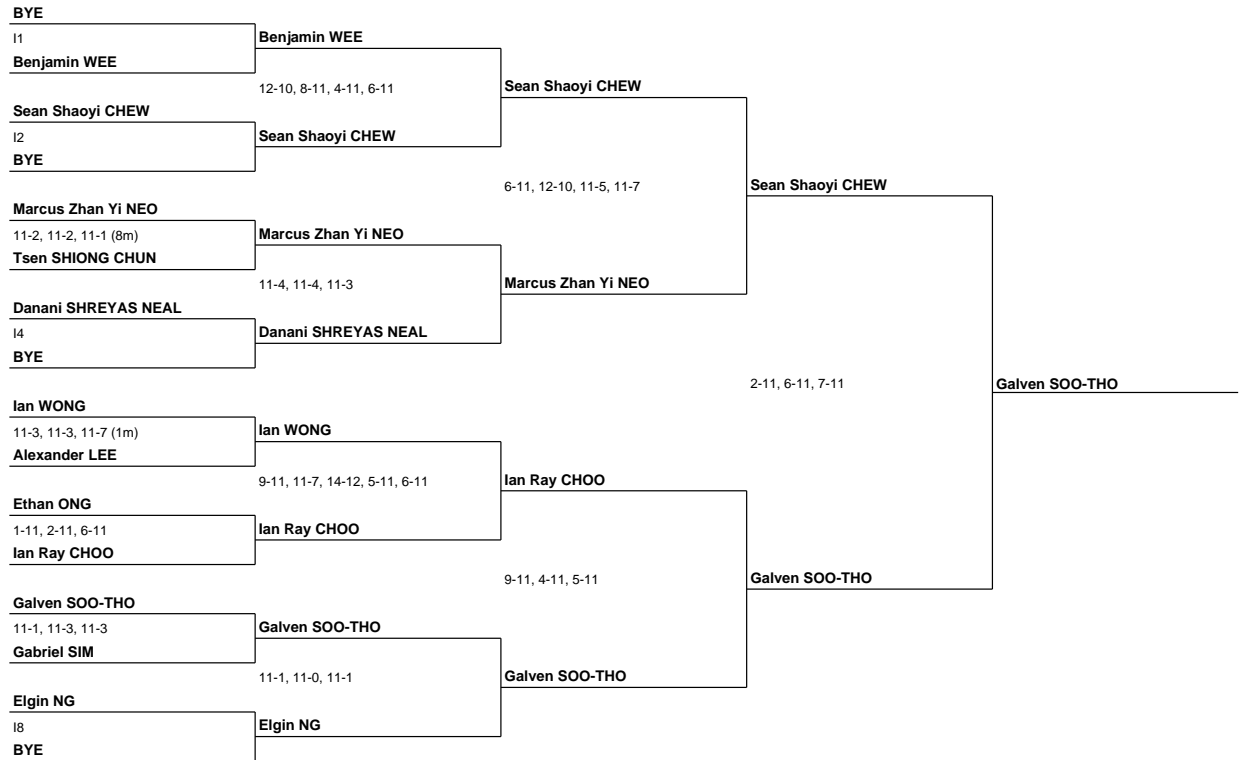 BYE
I1
Benjamin WEE
Benjamin WEE
12-10, 8-11, 4-11, 6-11
Sean Shaoyi CHEW
I2
BYE
Sean Shaoyi CHEW
Sean Shaoyi CHEW
6-11, 12-10, 11-5, 11-7
Sean Shaoyi CHEW
Marcus Zhan Yi NEO
11-2, 11-2, 11-1 (8m)
Tsen SHIONG CHUN
Marcus Zhan Yi NEO
11-4, 11-4, 11-3
Marcus Zhan Yi NEO
Danani SHREYAS NEAL
I4
BYE
Danani SHREYAS NEAL
2-11, 6-11, 7-11
Galven SOO-THO
Ian WONG
11-3, 11-3, 11-7 (1m)
Alexander LEE
Ian WONG
9-11, 11-7, 14-12, 5-11, 6-11
Ian Ray CHOO
Ethan ONG
1-11, 2-11, 6-11
Ian Ray CHOO
Ian Ray CHOO
9-11, 4-11, 5-11
Galven SOO-THO
Galven SOO-THO
11-1, 11-3, 11-3
Gabriel SIM
Galven SOO-THO
11-1, 11-0, 11-1
Galven SOO-THO
Elgin NG
I8
BYE
Elgin NG